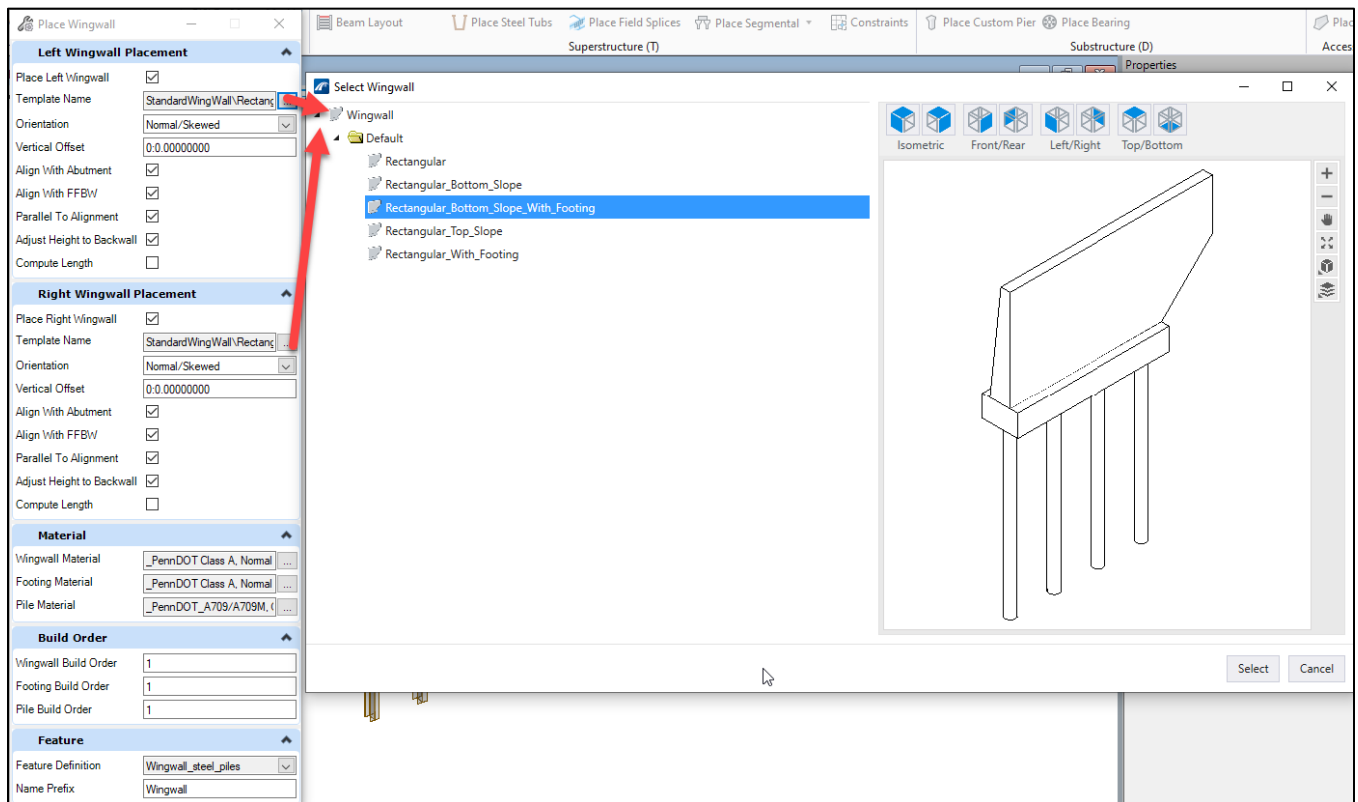 Place Wingwall
Left Wingwall Placement
Place Left Wingwall
Template Name StandardWingWall\Rectang ...
Orientation Normal/Skewed
Vertical Offset 0:0.00000000
Align With Abutment
Align With FFBW
Parallel To Alignment
Adjust Height to Backwall
Compute Length
Right Wingwall Placement
Place Right Wingwall
Template Name StandardWingWall\Rectang ...
Orientation Normal/Skewed
Vertical Offset 0:0.00000000
Align With Abutment
Align With FFBW
Parallel To Alignment
Adjust Height to Backwall
Compute Length
Material
Wingwall Material _PennDOT Class A, Normal ...
Footing Material _PennDOT Class A, Normal ...
Pile Material _PennDOT_A709/A709M, ( ...
Build Order
Wingwall Build Order 1
Footing Build Order 1
Pile Build Order 1
Feature
Feature Definition Wingwall_steel_piles
Name Prefix Wingwall
Beam Layout Place Steel Tubs Place Field Splices Place Segmental Constraints Place Custom Pier Place Bearing Plac
Superstructure (T) Substructure (D) Acces
Properties
Select Wingwall
Wingwall
Default
Rectangular
Rectangular_Bottom_Slope
Rectangular_Bottom_Slope_With_Footing
Rectangular_Top_Slope
Rectangular_With_Footing
Isometric Front/Rear Left/Right Top/Bottom
Select Cancel